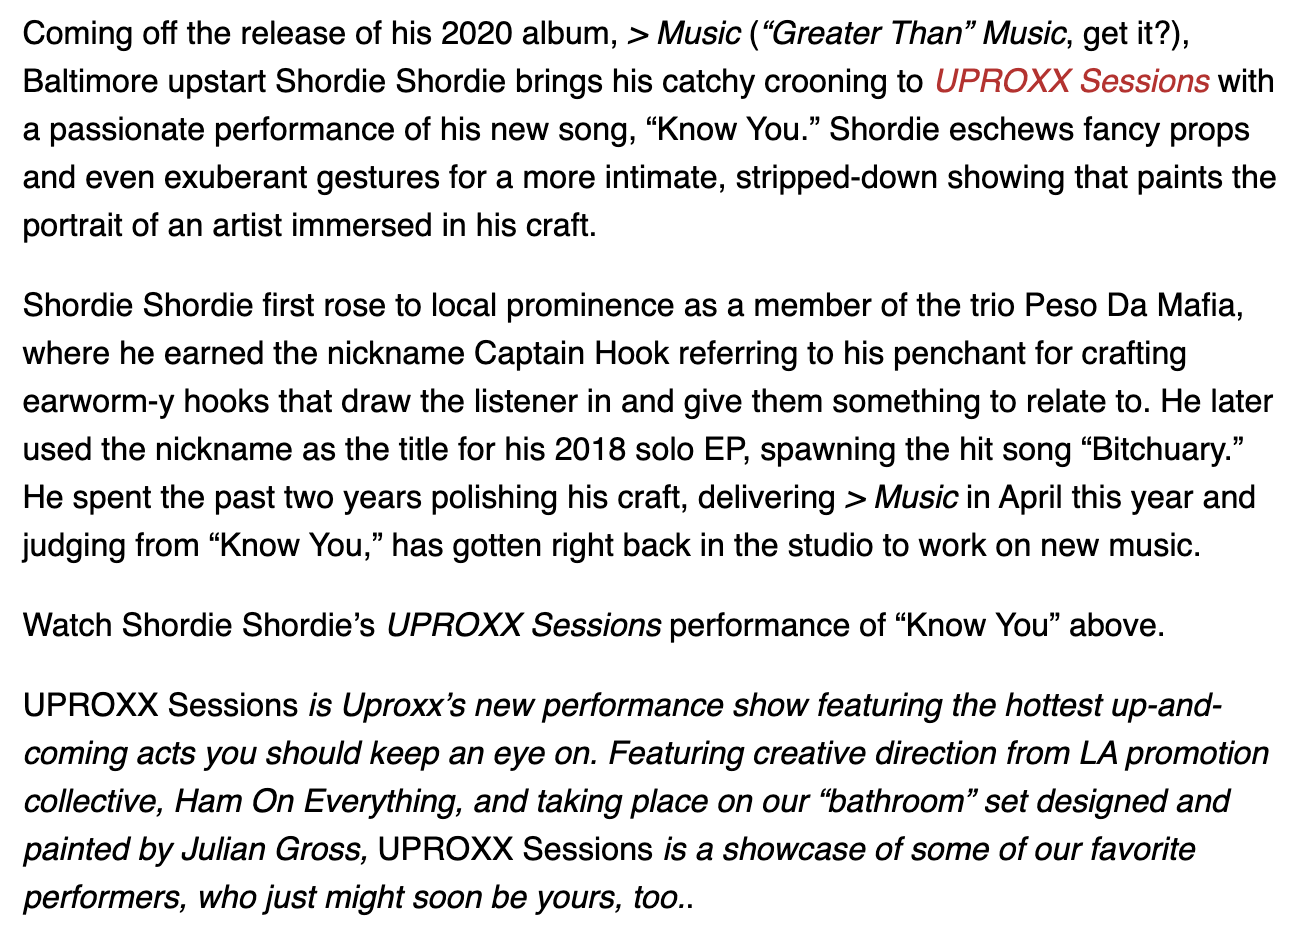 Coming off the release of his 2020 album, > Music (“Greater Than” Music, get it?),
Baltimore upstart Shordie Shordie brings his catchy crooning to UPROXX Sessions with
a passionate performance of his new song, “Know You.” Shordie eschews fancy props
and even exuberant gestures for a more intimate, stripped-down showing that paints the
portrait of an artist immersed in his craft.
Shordie Shordie first rose to local prominence as a member of the trio Peso Da Mafia,
where he earned the nickname Captain Hook referring to his penchant for crafting
earworm-y hooks that draw the listener in and give them something to relate to. He later
used the nickname as the title for his 2018 solo EP, spawning the hit song “Bitchuary.”
He spent the past two years polishing his craft, delivering > Music in April this year and
judging from “Know You,” has gotten right back in the studio to work on new music.
Watch Shordie Shordie’s UPROXX Sessions performance of “Know You” above.
UPROXX Sessions is Uproxx’s new performance show featuring the hottest up-and-
coming acts you should keep an eye on. Featuring creative direction from LA promotion
collective, Ham On Everything, and taking place on our “bathroom” set designed and
painted by Julian Gross, UPROXX Sessions is a showcase of some of our favorite
performers, who just might soon be yours, too..